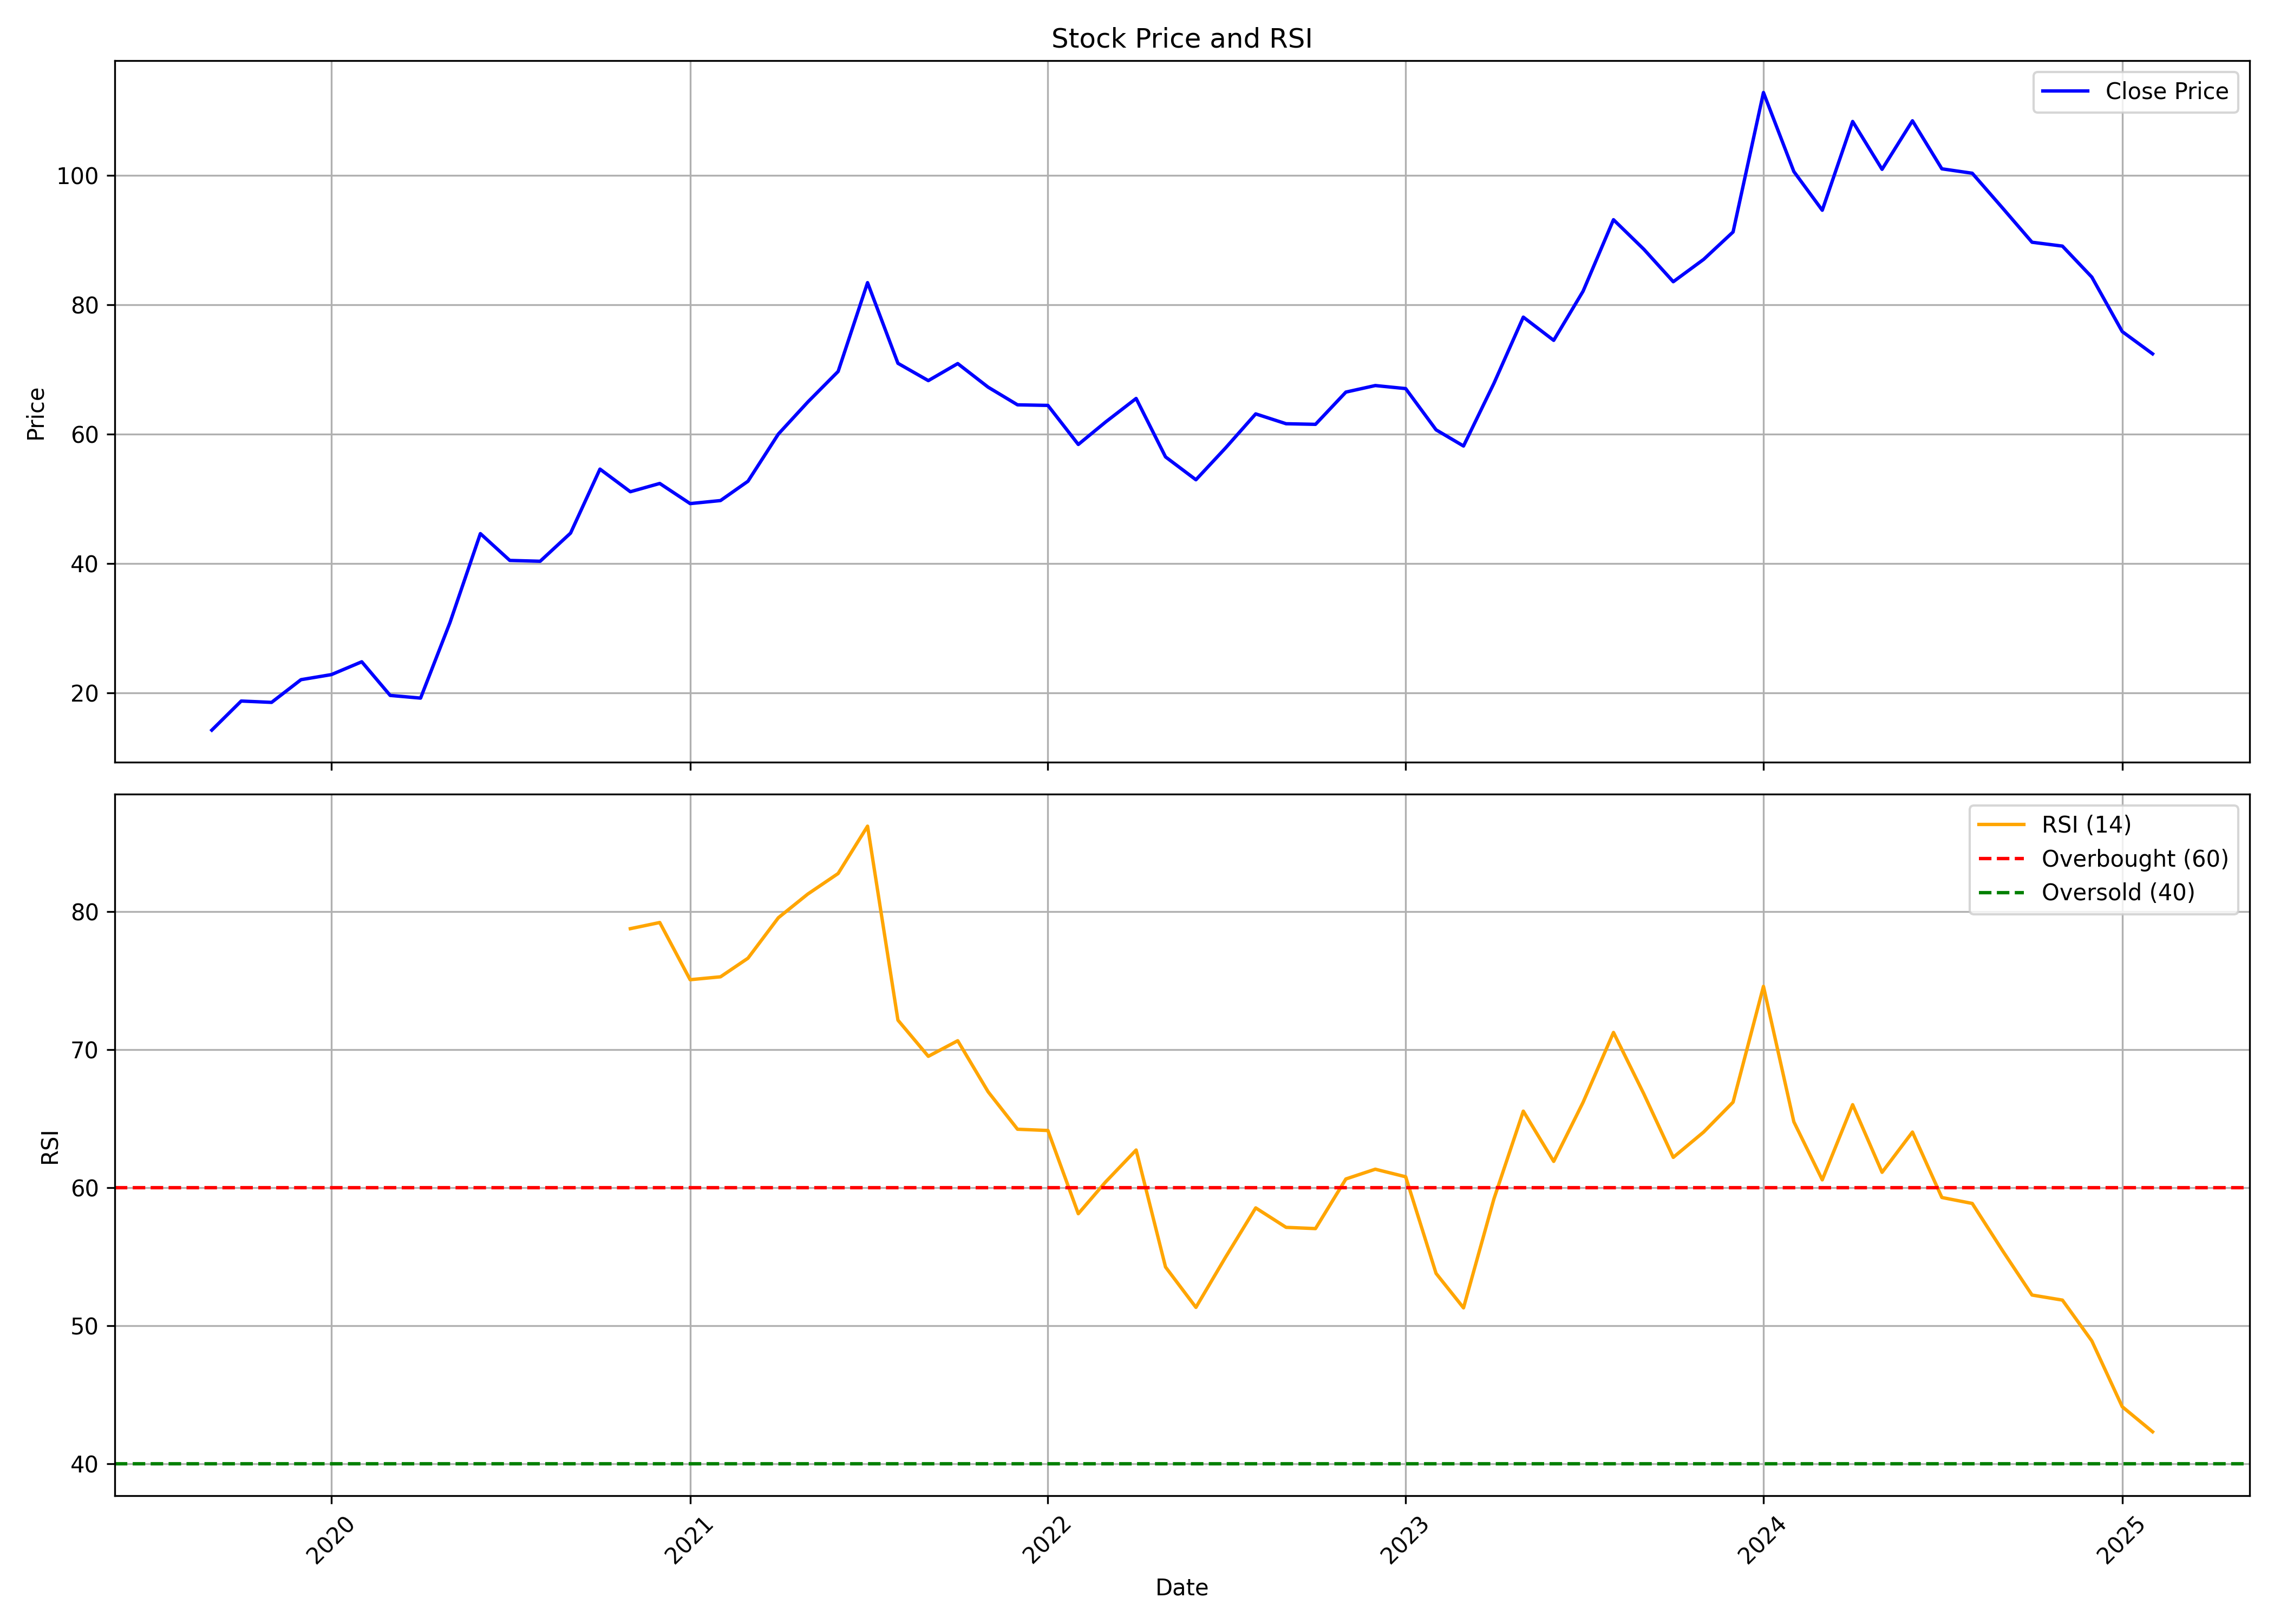 Stock Price and RSI
Close Price
Price
100
80
60
40
20
RSI (14)
Overbought (60)
Oversold (40)
RSI
80
70
60
50
40
2020
2021
2022
2023
2024
2025
Date